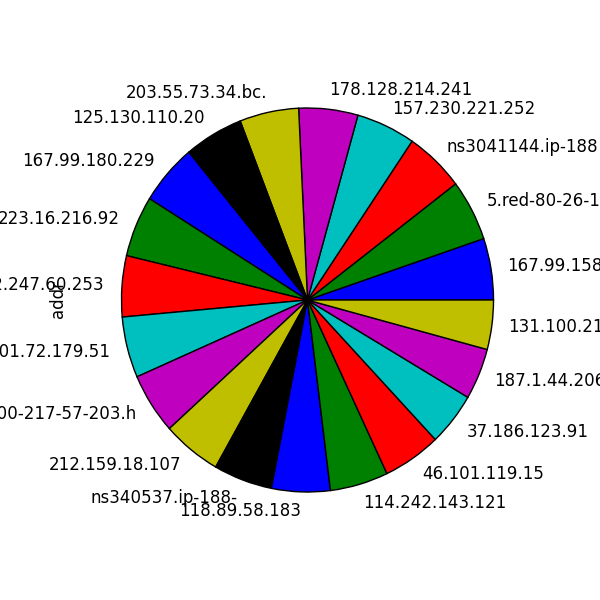 203.55.73.34.bc.
178.128.214.241
125.130.110.20
157.230.221.252
167.99.180.229
ns3041144.ip-188
223.16.216.92
5.red-80-26-1
.247.60.253
167.99.158
addr
131.100.21
01.72.179.51
187.1.44.206
00-217-57-203.h
37.186.123.91
212.159.18.107
46.101.119.15
ns340537.ip-188-
114.242.143.121
118.89.58.183